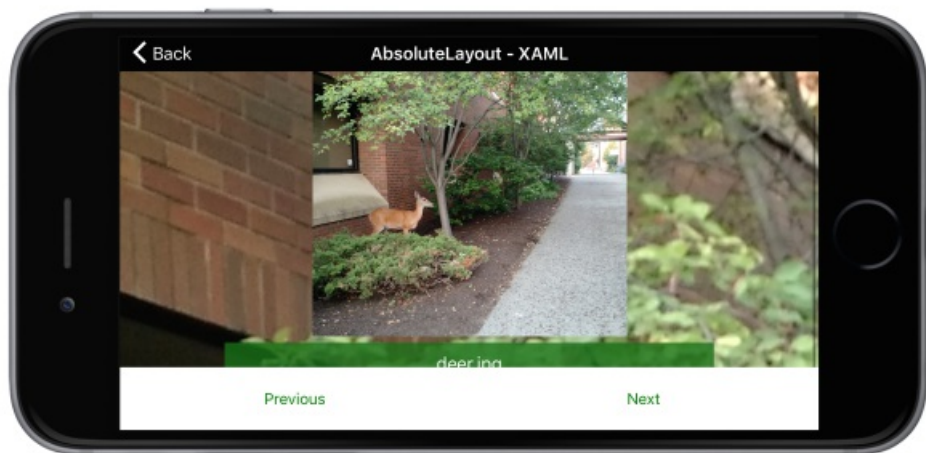 Back
AbsoluteLayout - XAML
deer.jpg
Previous
Next